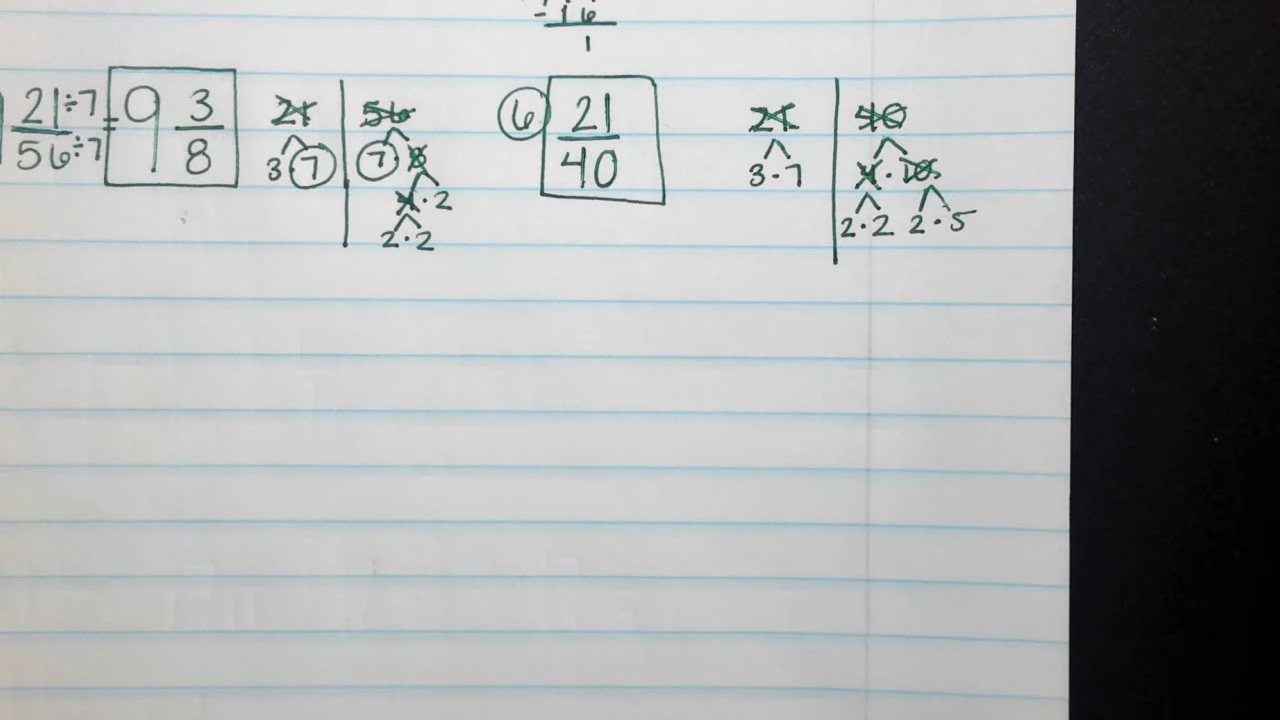 - 16
1
21÷7
56÷7
= 9 3
8
21
3 7
56
7 8
4 · 2
2 · 2
6
21
40
21
3 · 7
40
4 · 10
2 · 2 2 · 5